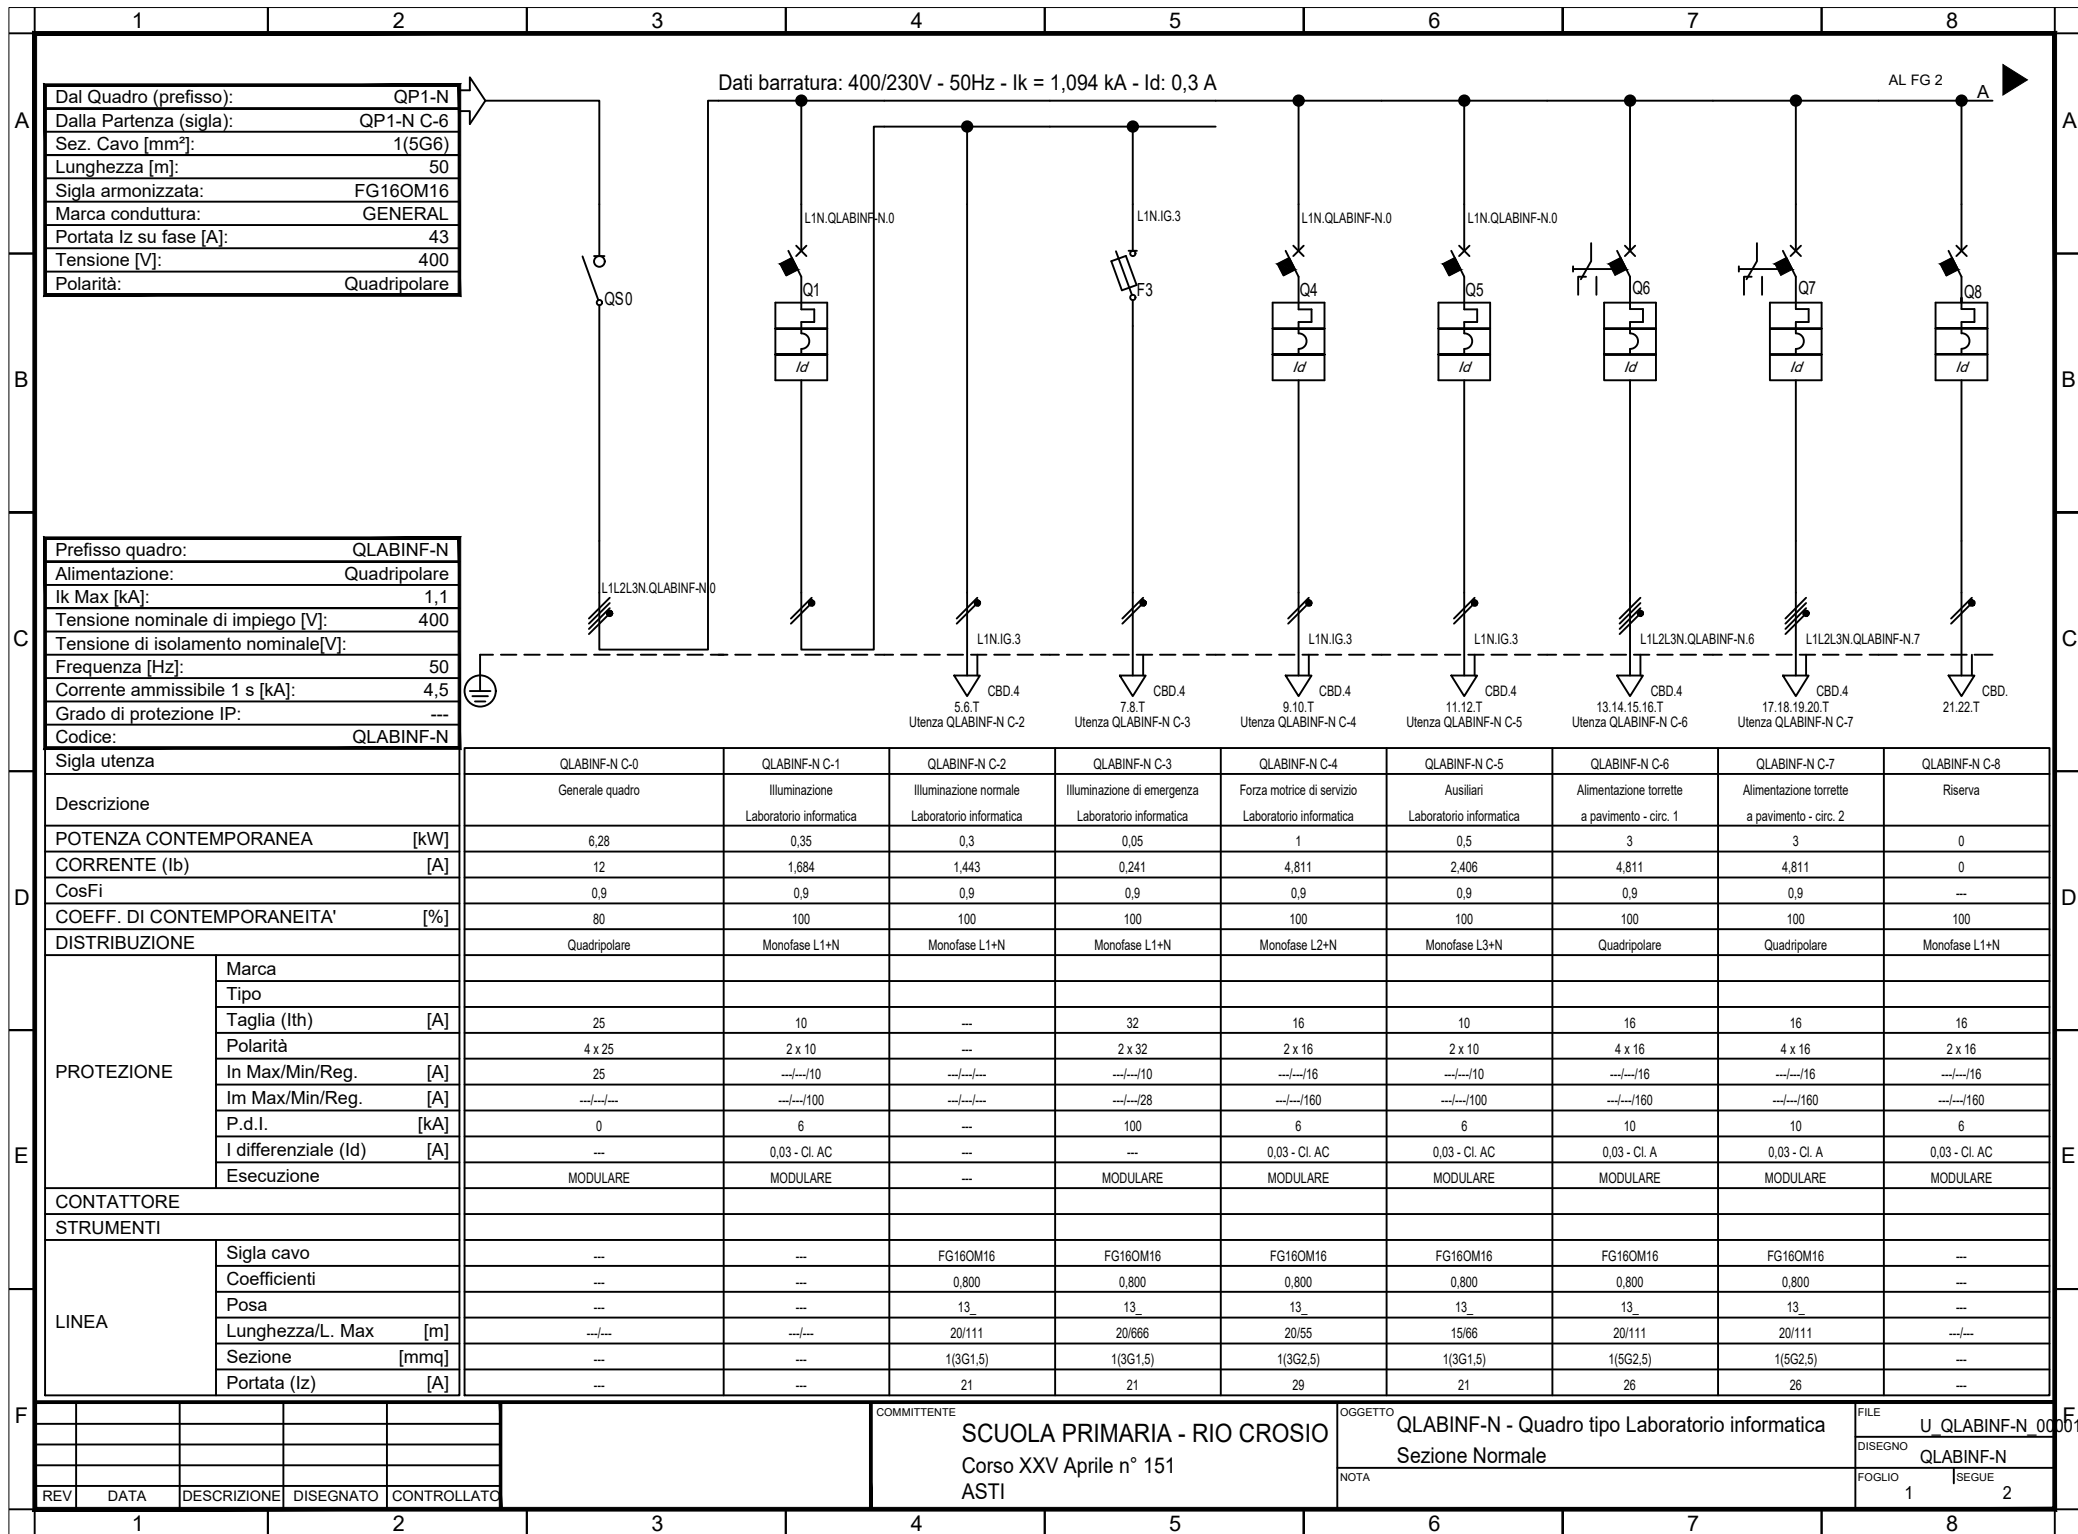 1 2 3 4 5 6 7 8
Dati barratura: 400/230V - 50Hz - Ik = 1,094 kA - Id: 0,3 A
AL FG 2
A
A
A
Dal Quadro (prefisso): QP1-N
Dalla Partenza (sigla): QP1-N C-6
Sez. Cavo [mm²]: 1(5G6)
Lunghezza [m]: 50
Sigla armonizzata: FG16OM16
Marca conduttura: GENERAL
Portata Iz su fase [A]: 43
Tensione [V]: 400
Polarità: Quadripolare
L1N.QLABINF-N.0 L1N.IG.3 L1N.QLABINF-N.0 L1N.QLABINF-N.0
QS0 Q1 F3 Q4 Q5 Q6 Q7 Q8
Id Id Id Id Id Id
B B
Prefisso quadro: QLABINF-N
Alimentazione: Quadripolare
Ik Max [kA]: 1,1
Tensione nominale di impiego [V]: 400
Tensione di isolamento nominale[V]:
Frequenza [Hz]: 50
Corrente ammissibile 1 s [kA]: 4,5
Grado di protezione IP: ---
Codice: QLABINF-N
L1L2L3N.QLABINF-N.0
C C
L1N.IG.3 L1N.IG.3 L1N.IG.3 L1L2L3N.QLABINF-N.6 L1L2L3N.QLABINF-N.7
CBD.4 CBD.4 CBD.4 CBD.4 CBD.4 CBD.4 CBD.
5.6.T 7.8.T 9.10.T 11.12.T 13.14.15.16.T 17.18.19.20.T 21.22.T
Utenza QLABINF-N C-2 Utenza QLABINF-N C-3 Utenza QLABINF-N C-4 Utenza QLABINF-N C-5 Utenza QLABINF-N C-6 Utenza QLABINF-N C-7
Sigla utenza QLABINF-N C-0 QLABINF-N C-1 QLABINF-N C-2 QLABINF-N C-3 QLABINF-N C-4 QLABINF-N C-5 QLABINF-N C-6 QLABINF-N C-7 QLABINF-N C-8
Descrizione Generale quadro Illuminazione Illuminazione normale Illuminazione di emergenza Forza motrice di servizio Ausiliari Alimentazione torrette Alimentazione torrette Riserva
Laboratorio informatica Laboratorio informatica Laboratorio informatica Laboratorio informatica Laboratorio informatica a pavimento - circ. 1 a pavimento - circ. 2
POTENZA CONTEMPORANEA [kW] 6,28 0,35 0,3 0,05 1 0,5 3 3 0
CORRENTE (Ib) [A] 12 1,684 1,443 0,241 4,811 2,406 4,811 4,811 0
D D
CosFi 0,9 0,9 0,9 0,9 0,9 0,9 0,9 0,9 ---
COEFF. DI CONTEMPORANEITA' [%] 80 100 100 100 100 100 100 100 100
DISTRIBUZIONE Quadripolare Monofase L1+N Monofase L1+N Monofase L1+N Monofase L2+N Monofase L3+N Quadripolare Quadripolare Monofase L1+N
PROTEZIONE
Marca
Tipo
Taglia (Ith) [A] 25 10 --- 32 16 10 16 16 16
Polarità 4 x 25 2 x 10 --- 2 x 32 2 x 16 2 x 10 4 x 16 4 x 16 2 x 16
In Max/Min/Reg. [A] 25 ---/---/10 ---/---/--- ---/---/10 ---/---/16 ---/---/10 ---/---/16 ---/---/16 ---/---/16
Im Max/Min/Reg. [A] ---/---/--- ---/---/100 ---/---/--- ---/---/28 ---/---/160 ---/---/100 ---/---/160 ---/---/160 ---/---/160
P.d.I. [kA] 0 6 --- 100 6 6 10 10 6
E E
I differenziale (Id) [A] --- 0,03 - Cl. AC --- --- 0,03 - Cl. AC 0,03 - Cl. AC 0,03 - Cl. A 0,03 - Cl. A 0,03 - Cl. AC
Esecuzione MODULARE MODULARE --- MODULARE MODULARE MODULARE MODULARE MODULARE MODULARE
CONTATTORE
STRUMENTI
LINEA
Sigla cavo --- --- FG16OM16 FG16OM16 FG16OM16 FG16OM16 FG16OM16 FG16OM16 ---
Coefficienti --- --- 0,800 0,800 0,800 0,800 0,800 0,800 ---
Posa --- --- 13_ 13_ 13_ 13_ 13_ 13_ ---
Lunghezza/L. Max [m] ---/--- ---/--- 20/111 20/666 20/55 15/66 20/111 20/111 ---/---
Sezione [mmq] --- --- 1(3G1,5) 1(3G1,5) 1(3G2,5) 1(3G1,5) 1(5G2,5) 1(5G2,5) ---
Portata (Iz) [A] --- --- 21 21 29 21 26 26 ---
F F
COMMITTENTE
SCUOLA PRIMARIA - RIO CROSIO
Corso XXV Aprile n° 151
ASTI
OGGETTO
QLABINF-N - Quadro tipo Laboratorio informatica
Sezione Normale
NOTA
FILE
U_QLABINF-N_00001
DISEGNO
QLABINF-N
FOGLIO SEGUE
1 2
REV DATA DESCRIZIONE DISEGNATO CONTROLLATO
1 2 3 4 5 6 7 8